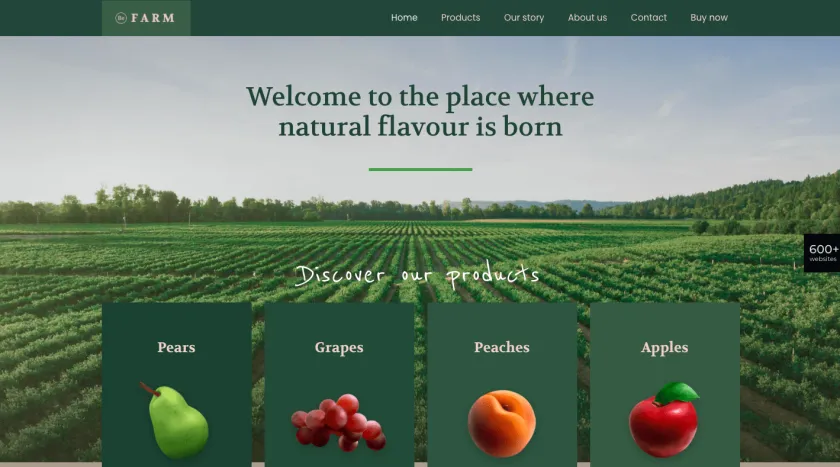 Be FARM
Home Products Our story About us Contact Buy now
Welcome to the place where
natural flavour is born
Discover our products
600+
websites
Pears Grapes Peaches Apples